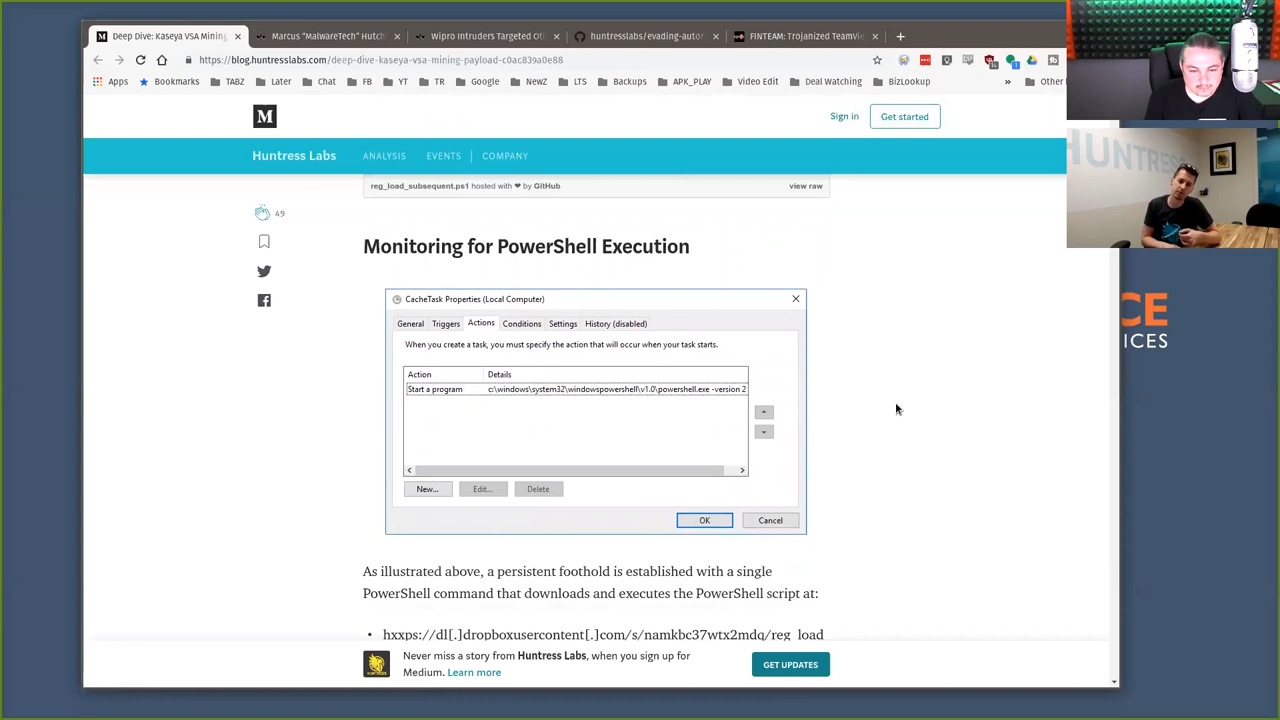 Deep Dive: Kaseya VSA Mining
Marcus "MalwareTech" Hutch
Wipro Intruders Targeted Ot
huntresslabs/evading-autor
FINTEAM: Trojanized TeamVie
https://blog.huntresslabs.com/deep-dive-kaseya-vsa-mining-payload-c0ac839a0e88
Apps Bookmarks TABZ Chat FB YT TR Google NewZ LTS Backups APK_PLAY Video Edit Deal Watching BizLookup » Other
M
Sign in Get started
Huntress Labs ANALYSIS EVENTS COMPANY
reg_load_subsequent.ps1 hosted with ❤ by GitHub view raw
49
Monitoring for PowerShell Execution
CacheTask Properties (Local Computer)
General Triggers Actions Conditions Settings History (disabled)
When you create a task, you must specify the action that will occur when your task starts.
Action Details
Start a program c:\windows\system32\windowspowershell\v1.0\powershell.exe -version 2
New... Edit... Delete
OK Cancel
As illustrated above, a persistent foothold is established with a single
PowerShell command that downloads and executes the PowerShell script at:
• hxxps://dl[.]dropboxusercontent[.]com/s/namkbc37wtx2mdq/reg_load
Never miss a story from Huntress Labs, when you sign up for
Medium. Learn more
GET UPDATES
HUNTRESS
CE
ICES